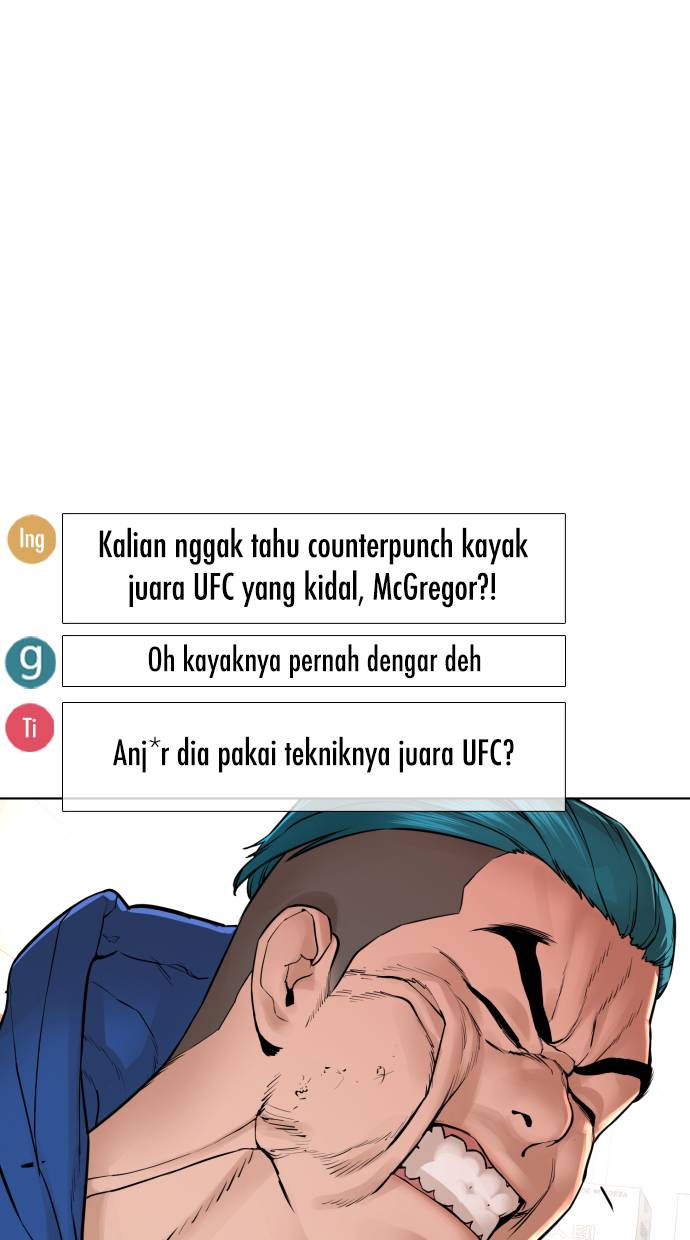 Ing
Kalian nggak tahu counterpunch kayak
juara UFC yang kidal, McGregor?!
g
Oh kayaknya pernah dengar deh
Ti
Anj*r dia pakai tekniknya juara UFC?